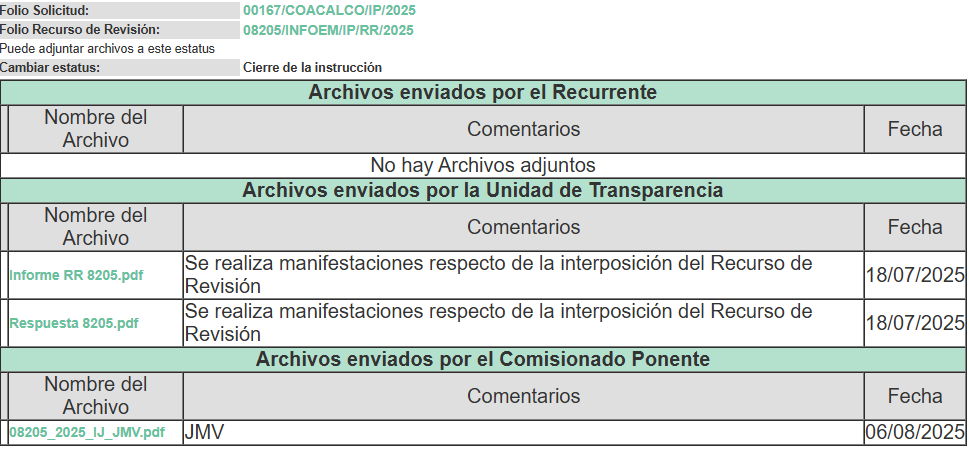 Folio Solicitud: 00167/COACALCO/IP/2025
Folio Recurso de Revisión: 08205/INFOEM/IP/RR/2025
Puede adjuntar archivos a este estatus
Cambiar estatus: Cierre de la instrucción
Archivos enviados por el Recurrente
Nombre del Archivo Comentarios Fecha
No hay Archivos adjuntos
Archivos enviados por la Unidad de Transparencia
Nombre del Archivo Comentarios Fecha
Informe RR 8205.pdf Se realiza manifestaciones respecto de la interposición del Recurso de Revisión 18/07/2025
Respuesta 8205.pdf Se realiza manifestaciones respecto de la interposición del Recurso de Revisión 18/07/2025
Archivos enviados por el Comisionado Ponente
Nombre del Archivo Comentarios Fecha
08205_2025_IJ_JMV.pdf JMV 06/08/2025